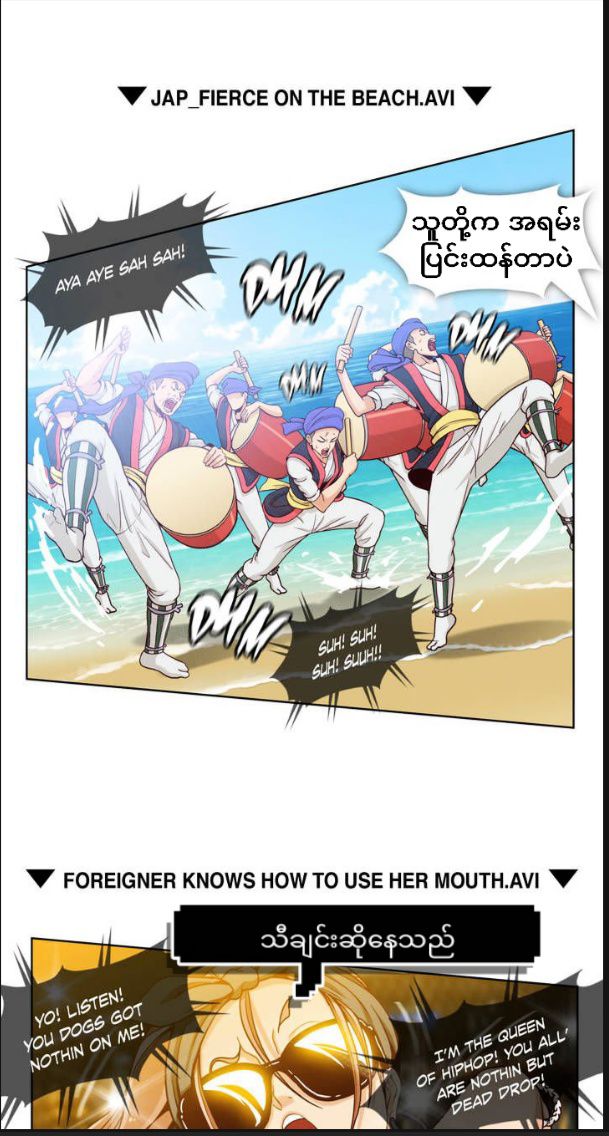 JAP_FIERCE ON THE BEACH.AVI
AYA AYE SAH SAH!
သူတို့က အရမ်း
ပြင်းထန်တာပဲ
DHM
DHM
DHM
DHM
SUH! SUH!
SUH! SUUH!!
FOREIGNER KNOWS HOW TO USE HER MOUTH.AVI
သီချင်းဆိုနေသည်
YO! LISTEN!
YOU DOGS GOT
NOTHIN ON ME!
I'M THE QUEEN
OF HIPHOP! YOU ALL'
ARE NOTHIN BUT
DEAD DROP!